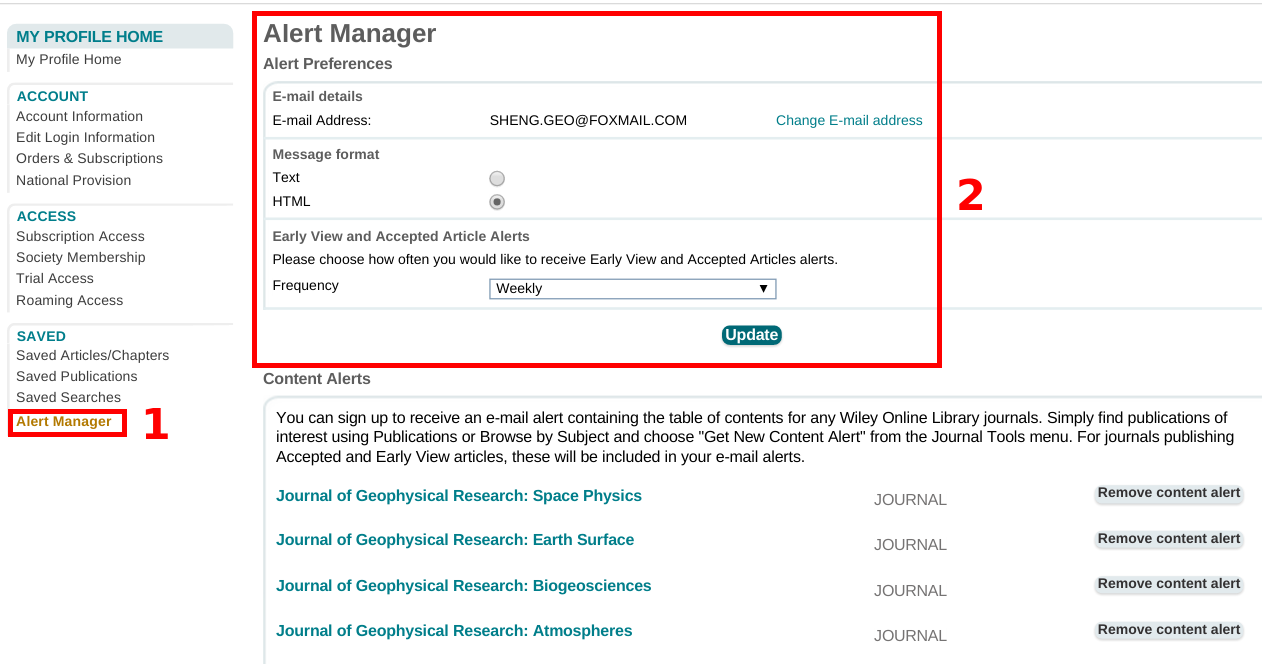 MY PROFILE HOME
My Profile Home
ACCOUNT
Account Information
Edit Login Information
Orders & Subscriptions
National Provision
ACCESS
Subscription Access
Society Membership
Trial Access
Roaming Access
SAVED
Saved Articles/Chapters
Saved Publications
Saved Searches
Alert Manager 1
Alert Manager
Alert Preferences
E-mail details
E-mail Address: SHENG.GEO@FOXMAIL.COM Change E-mail address
Message format
Text
HTML
2
Early View and Accepted Article Alerts
Please choose how often you would like to receive Early View and Accepted Articles alerts.
Frequency Weekly ▼
Update
Content Alerts
You can sign up to receive an e-mail alert containing the table of contents for any Wiley Online Library journals. Simply find publications of
interest using Publications or Browse by Subject and choose "Get New Content Alert" from the Journal Tools menu. For journals publishing
Accepted and Early View articles, these will be included in your e-mail alerts.
Journal of Geophysical Research: Space Physics JOURNAL Remove content alert
Journal of Geophysical Research: Earth Surface JOURNAL Remove content alert
Journal of Geophysical Research: Biogeosciences JOURNAL Remove content alert
Journal of Geophysical Research: Atmospheres JOURNAL Remove content alert